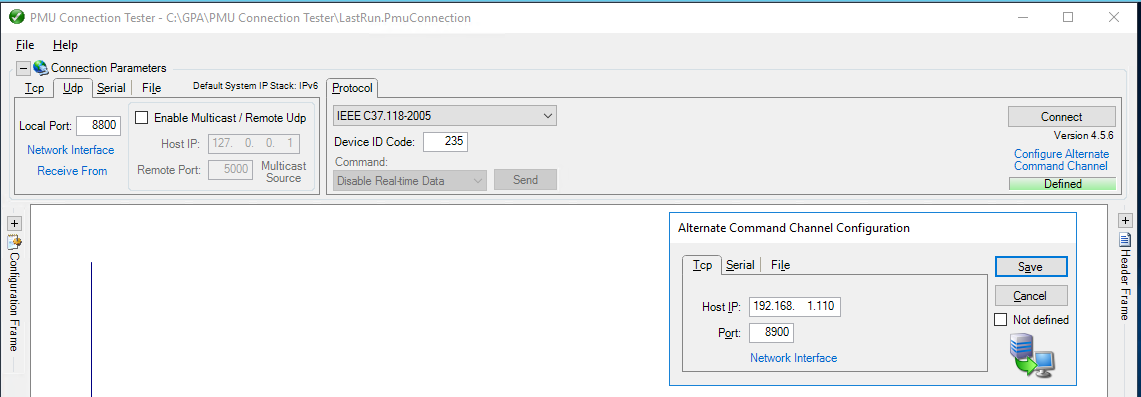 PMU Connection Tester - C:\GPA\PMU Connection Tester\LastRun.PmuConnection
File Help
Connection Parameters
Tcp Udp Serial File Default System IP Stack: IPv6
Local Port: 8800
Network Interface
Receive From
Enable Multicast / Remote Udp
Host IP: 127. 0. 0. 1
Remote Port: 5000 Multicast
Source
Protocol
IEEE C37.118-2005
Device ID Code: 235
Command:
Disable Real-time Data Send
Connect
Version 4.5.6
Configure Alternate
Command Channel
Defined
Configuration Frame
Alternate Command Channel Configuration
Tcp Serial File
Host IP: 192.168. 1.110
Port: 8900
Network Interface
Save
Cancel
Not defined
Header Frame